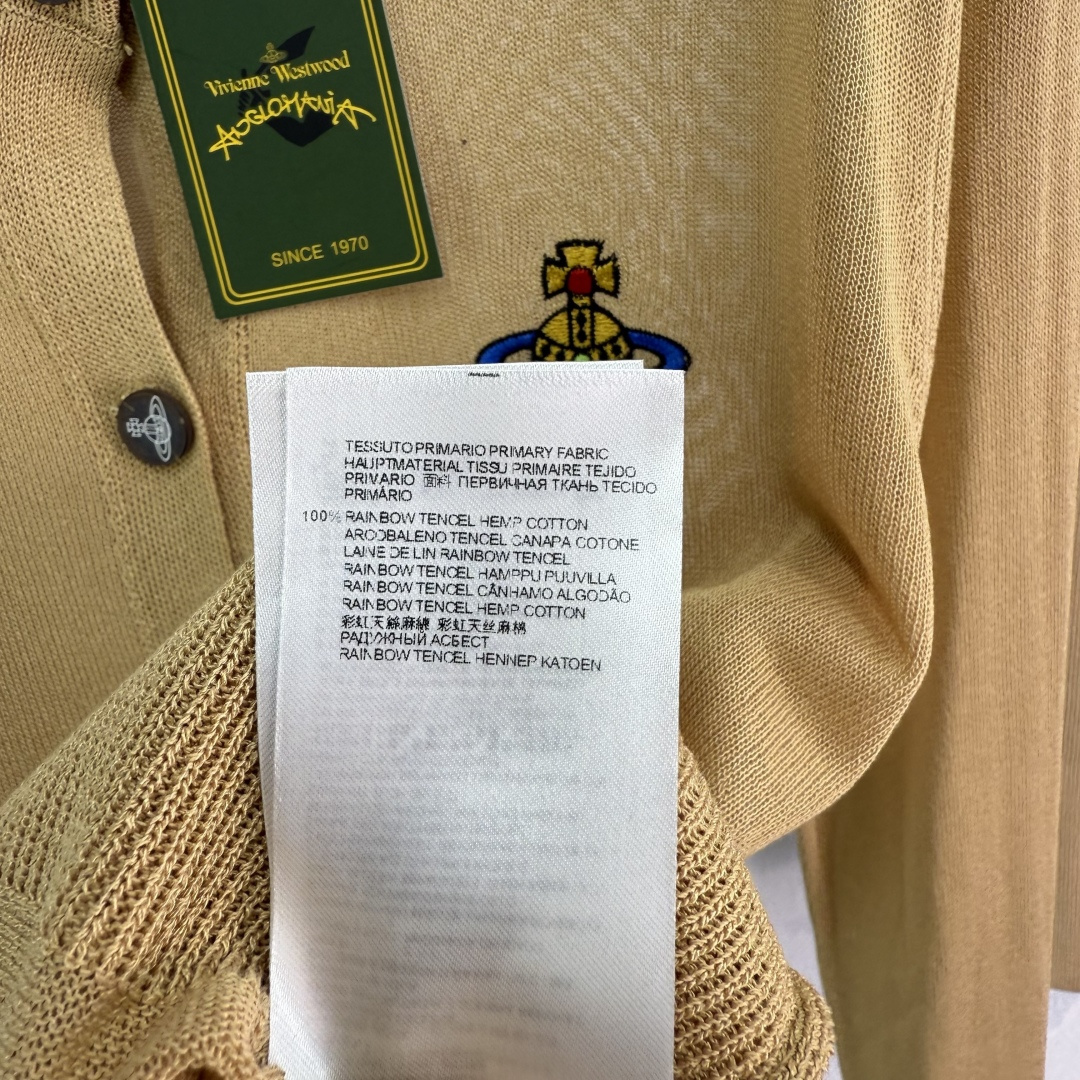 Vivienne Westwood
ANGLOMANIA
SINCE 1970
TESSUTO PRIMARIO PRIMARY FABRIC
HAUPTMATERIAL TISSU PRIMAIRE TEJIDO
PRIVARIO 面料 ПЕРВИЧНАЯ ТКАНЬ TECIDO
PRIMÁRIO
100% RAINBOW TENCEL HEMP COTTON
ARCOBALENO TENCEL CANAPA COTONE
LAINE DE LIN RAINBOW TENCEL
RAINBOW TENCEL HAMPPU PUUVILLA
RAINBOW TENCEL CÂNHAMO ALGODÃO
RAINBOW TENCEL HEMP COTTON
彩虹天絲麻 彩虹天丝麻棉
РАДУЖНЫЙ АСБЕСТ
RAINBOW TENCEL HENNEP KATOEN